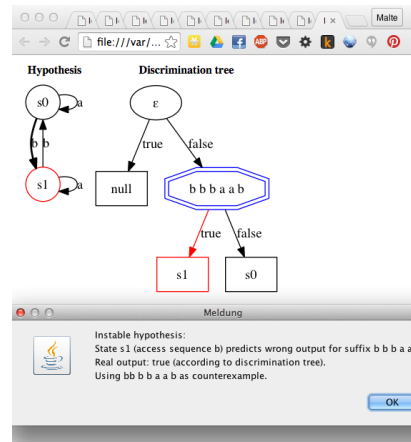 Malte
file:///var/...
Hypothesis
Discrimination tree
s0
a
ε
b b
true
false
s1
a
null
b b b a a b
true
false
s1
s0
Meldung
Instable hypothesis:
State s1 (access sequence b) predicts wrong output for suffix b b b a a
Real output: true (according to discrimination tree).
Using bb b b a a b as counterexample.
OK